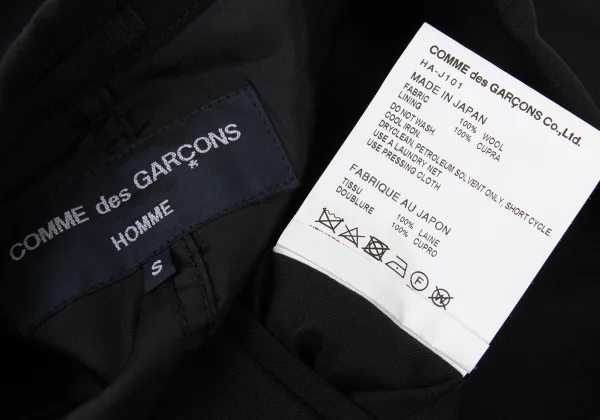 COMME des GARÇONS
HOMME
S
COMME des GARÇONS Co., Ltd.
HA-J101
MADE IN JAPAN
FABRIC 100% WOOL
LINING 100% CUPRA
DO NOT WASH.
COOL IRON.
DRYCLEAN, PETROLEUM SOLVENT ONLY, SHORT CYCLE.
USE A LAUNDRY NET
USE PRESSING CLOTH
FABRIQUE AU JAPON
TISSU 100% LAINE
DOUBLURE 100% CUPRO
F
W